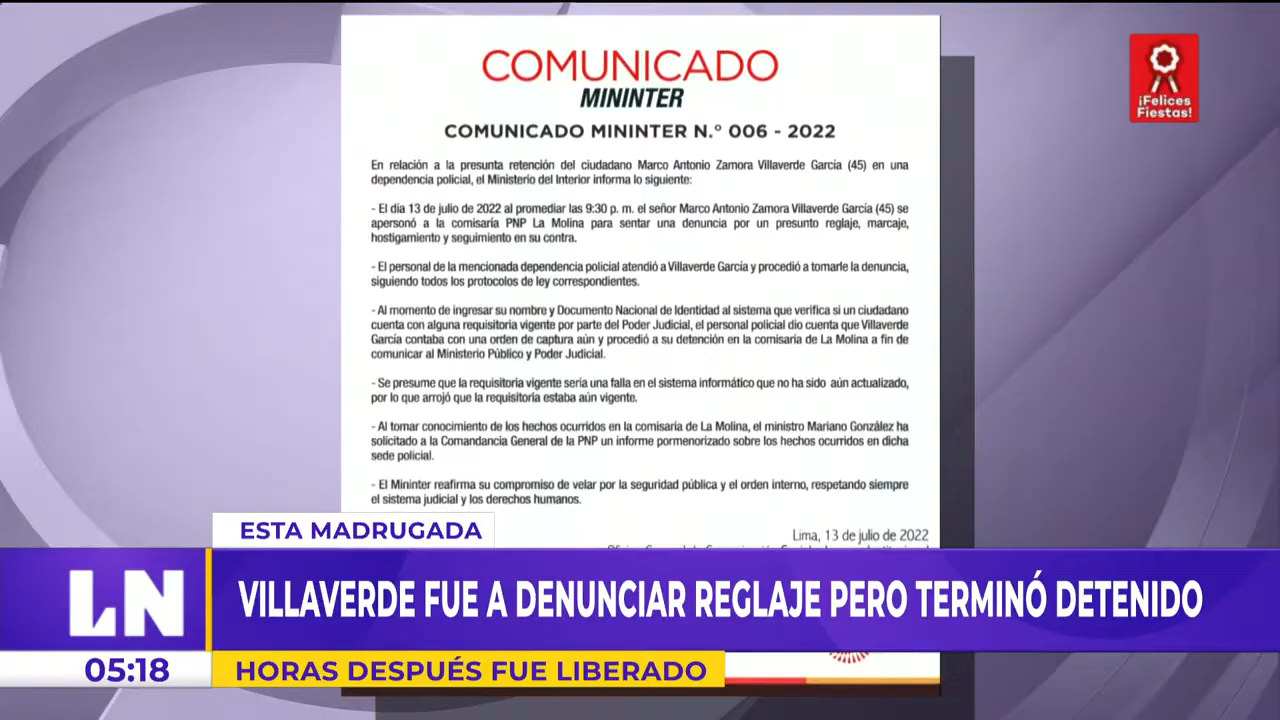 COMUNICADO
MININTER
COMUNICADO MININTER N.° 006 - 2022
¡Felices
Fiestas!
En relación a la presunta retención del ciudadano Marco Antonio Zamora Villaverde García (45) en una
dependencia policial, el Ministerio del Interior informa lo siguiente:
- El día 13 de julio de 2022 al promediar las 9:30 p. m. el señor Marco Antonio Zamora Villaverde García (45) se
apersonó a la comisaría PNP La Molina para sentar una denuncia por un presunto reglaje, marcaje,
hostigamiento y seguimiento en su contra.
- El personal de la mencionada dependencia policial atendió a Villaverde García y procedió a tomarle la denuncia,
siguiendo todos los protocolos de ley correspondientes.
- Al momento de ingresar su nombre y Documento Nacional de Identidad al sistema que verifica si un ciudadano
cuenta con alguna requisitoria vigente por parte del Poder Judicial, el personal policial dio cuenta que Villaverde
García contaba con una orden de captura aún y procedió a su detención en la comisaría de La Molina a fin de
comunicar al Ministerio Público y Poder Judicial.
- Se presume que la requisitoria vigente sería una falla en el sistema informático que no ha sido aún actualizado,
por lo que arrojó que la requisitoria estaba aún vigente.
- Al tomar conocimiento de los hechos ocurridos en la comisaría de La Molina, el ministro Mariano González ha
solicitado a la Comandancia General de la PNP un informe pormenorizado sobre los hechos ocurridos en dicha
sede policial.
- El Mininter reafirma su compromiso de velar por la seguridad pública y el orden interno, respetando siempre
el sistema judicial y los derechos humanos.
Lima, 13 de julio de 2022
ESTA MADRUGADA
LN
VILLAVERDE FUE A DENUNCIAR REGLAJE PERO TERMINÓ DETENIDO
05:18
HORAS DESPUÉS FUE LIBERADO